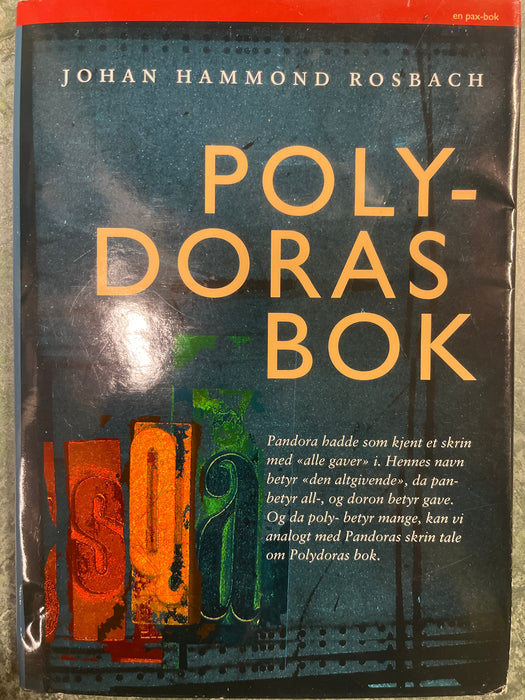 en pax-bok
JOHAN HAMMOND ROSBACH
POLY-
DORAS
BOK
Pandora hadde som kjent et skrin
med «alle gaver» i. Hennes navn
betyr «den altgivende», da pan-
betyr all-, og doron betyr gave.
Og da poly- betyr mange, kan vi
analogt med Pandoras skrin tale
om Polydoras bok.
s q a